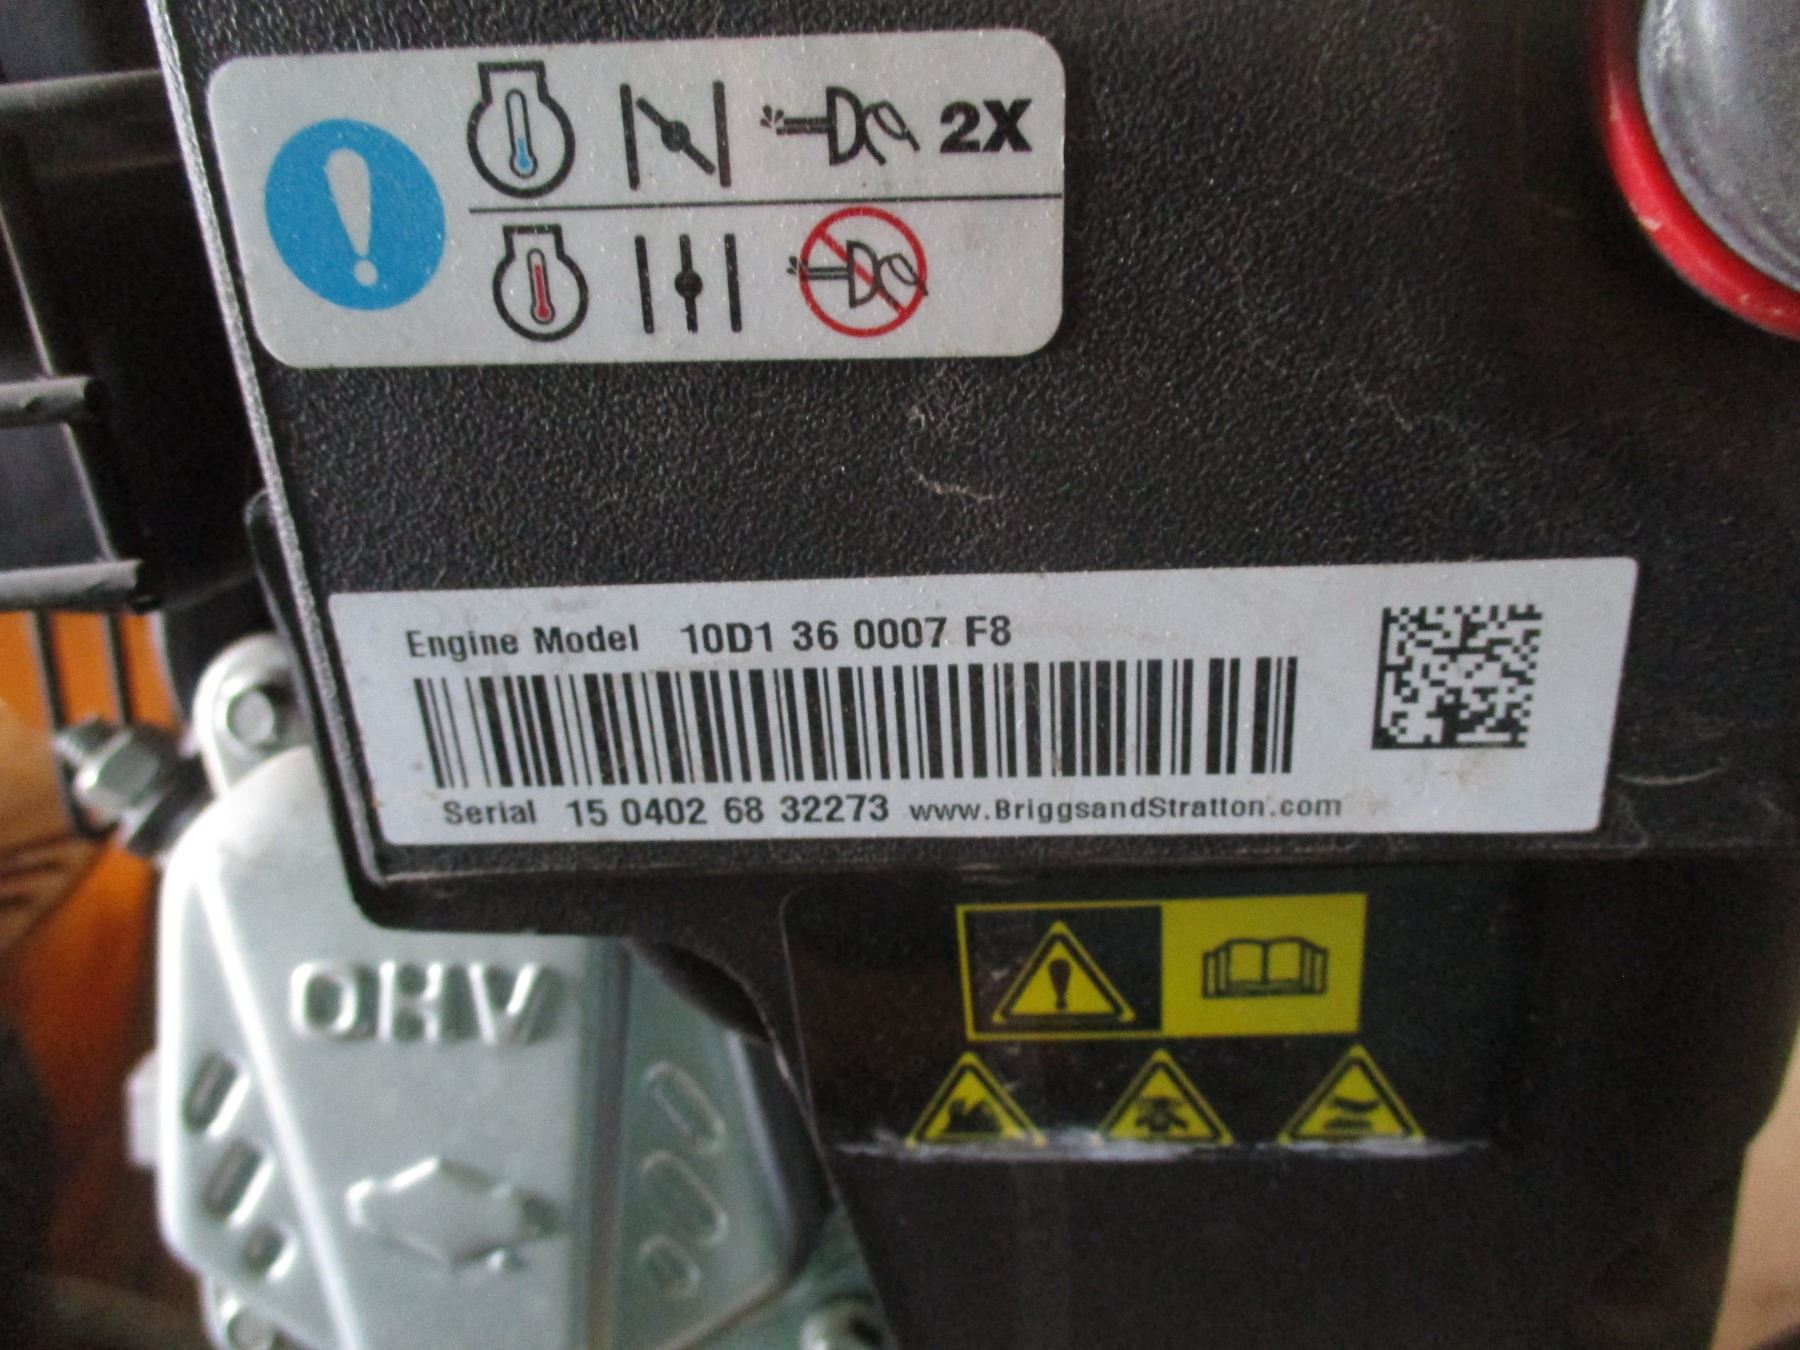 2X
Engine Model 10D1 36 0007 F8
Serial 15 0402 68 32273 www.BriggsandStratton.com
OHV